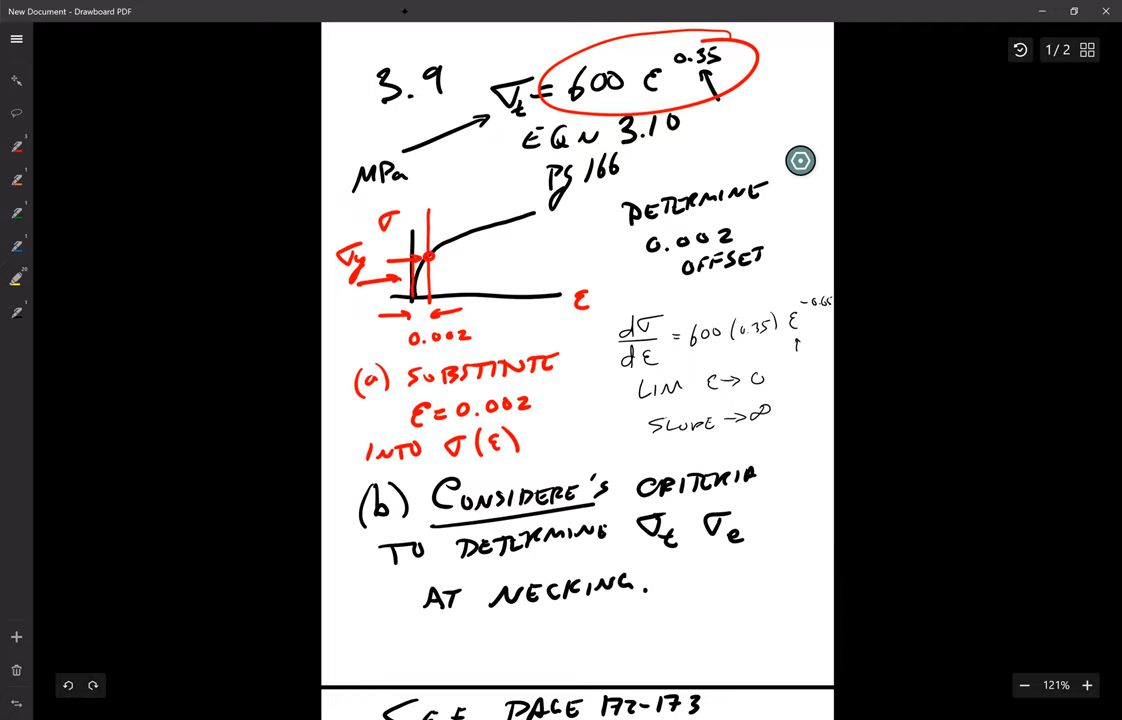 New Document - Drawboard PDF
1/2
3.9 σt = 600 ε^0.35
EQN 3.10
Pg 166
MPa
DETERMINE
0.002
OFFSET
σ
σy
ε
0.002
dσ/dε = 600 (0.35) ε^-0.65
LIM ε → 0
SLOPE → ∞
(a) SUBSTITUTE
ε = 0.002
INTO σ(ε)
(b) CONSIDERE'S CRITERIA
TO DETERMINE σt σe
AT NECKING.
SEE PAGE 172-173
121%